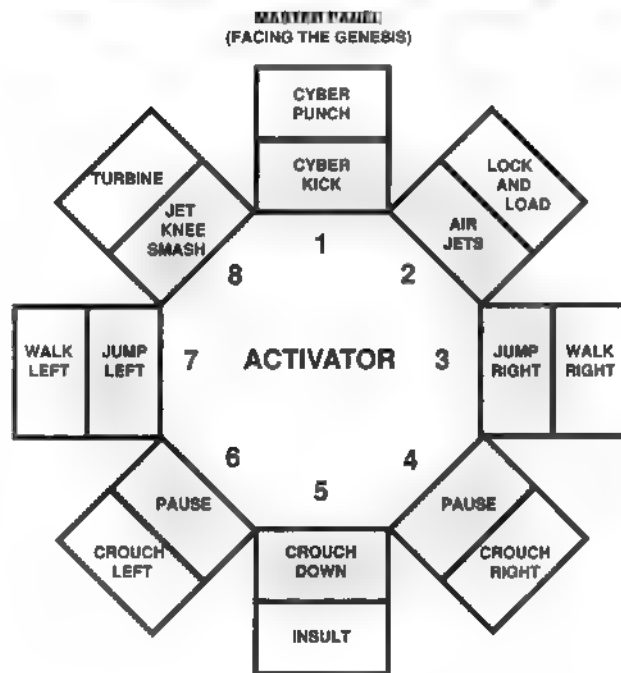 MASTER PANEL
(FACING THE GENESIS)
CYBER
PUNCH
CYBER
KICK
TURBINE
JET
KNEE
SMASH
LOCK
AND
LOAD
AIR
JETS
1
8
2
WALK
LEFT
JUMP
LEFT
7
ACTIVATOR
3
JUMP
RIGHT
WALK
RIGHT
6
4
5
PAUSE
CROUCH
LEFT
CROUCH
DOWN
INSULT
PAUSE
CROUCH
RIGHT